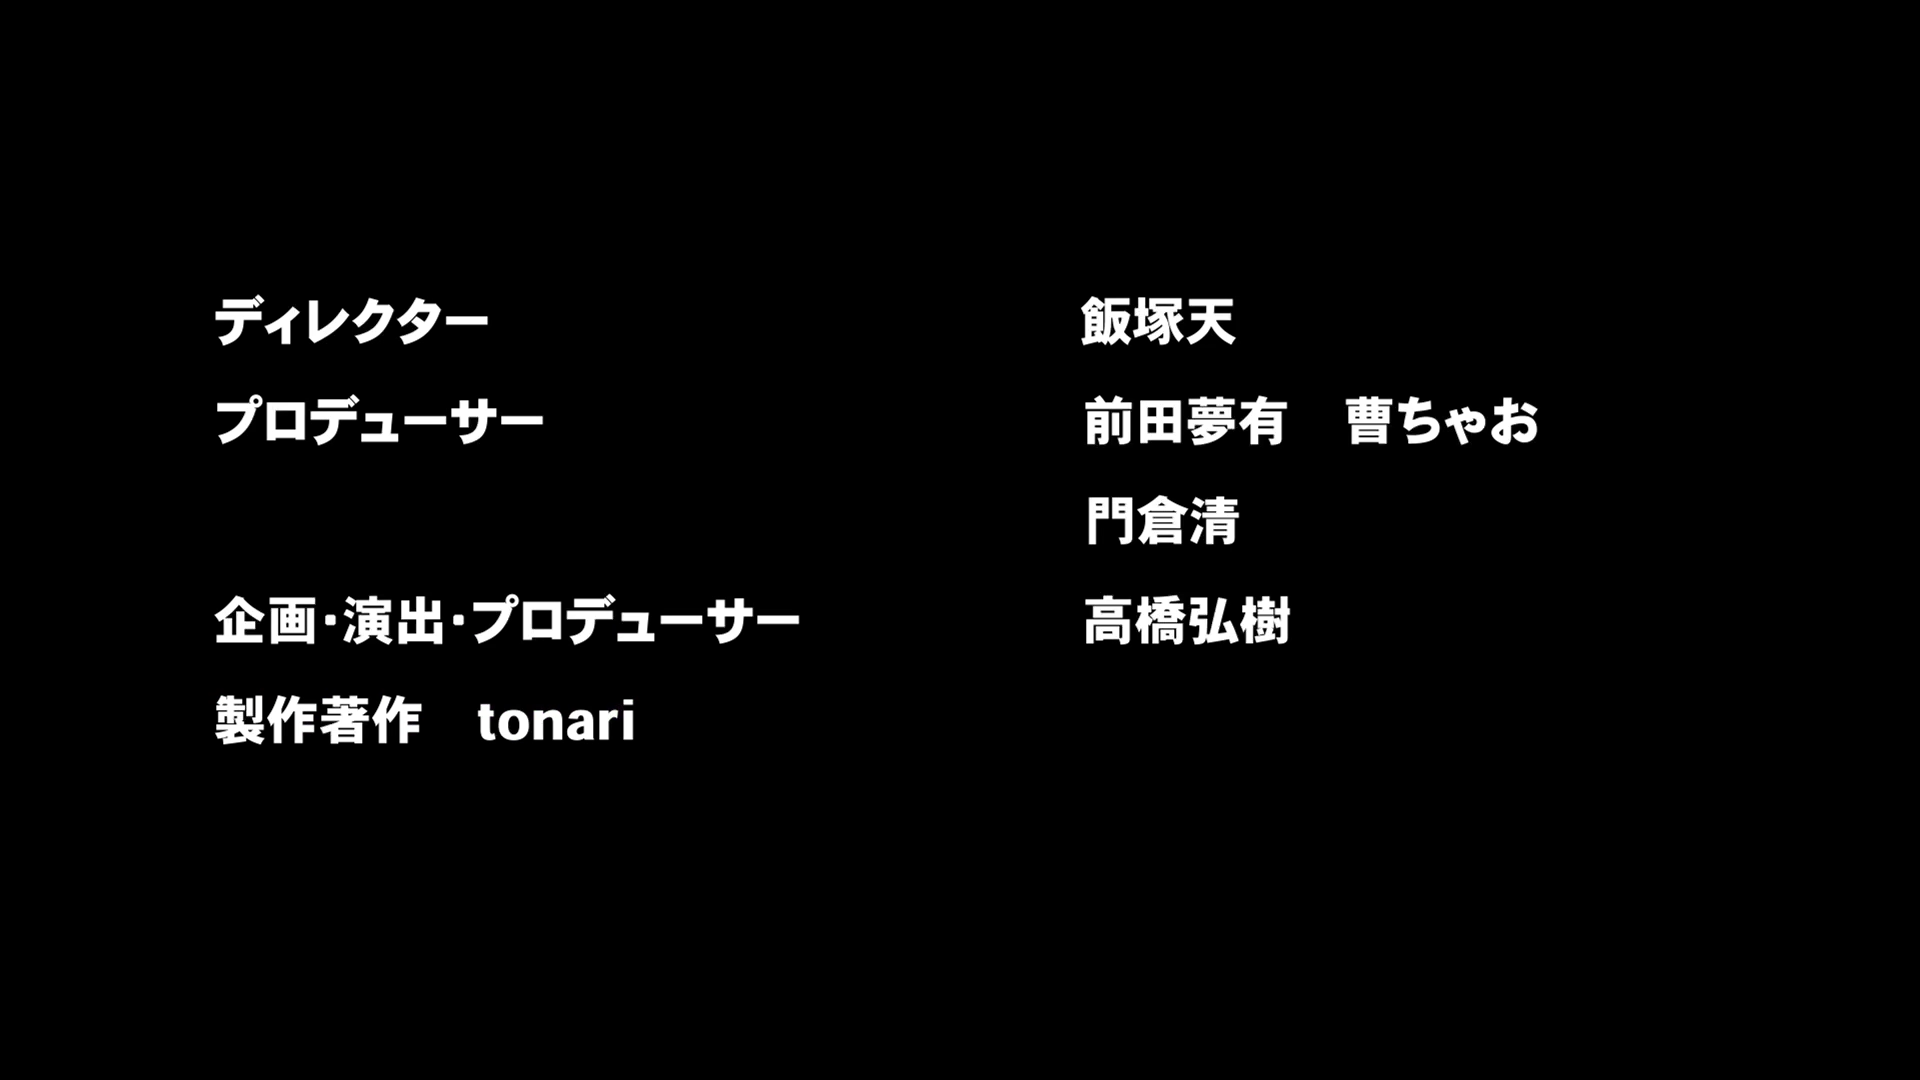 ディレクター　飯塚天
プロデューサー　前田夢有　曹ちゃお
門倉清
企画・演出・プロデューサー　高橋弘樹
製作著作　tonari